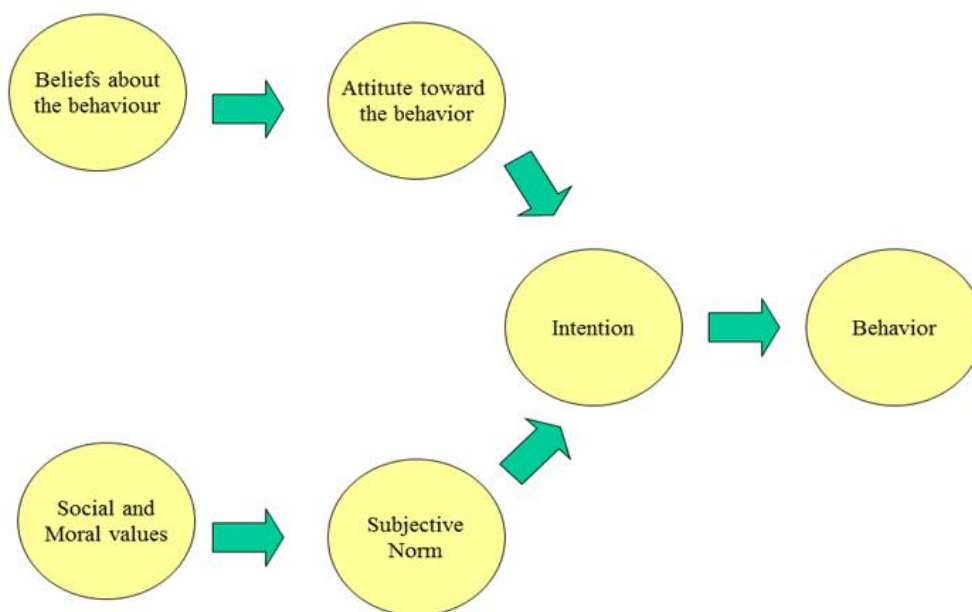 Beliefs about
the behaviour
Attitute toward
the behavior
Intention
Behavior
Social and
Moral values
Subjective
Norm